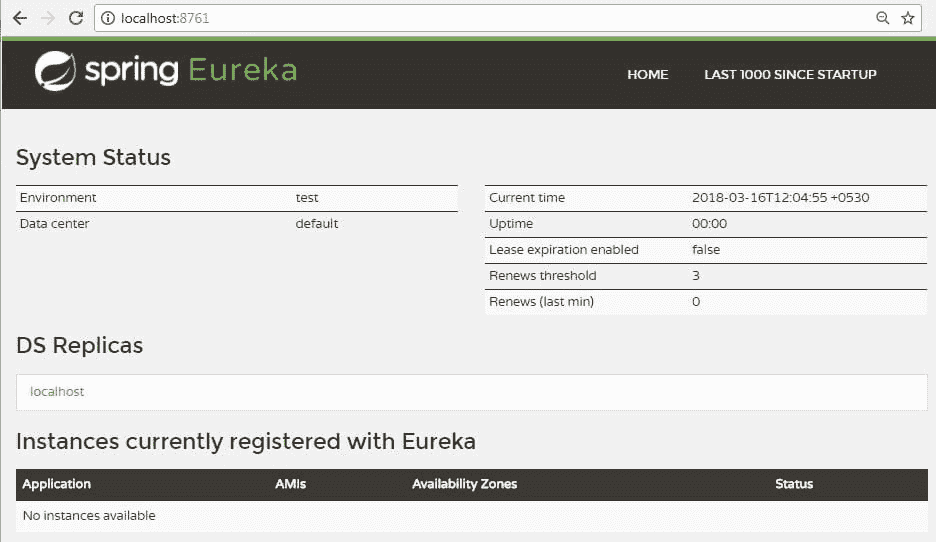 localhost:8761
spring Eureka
HOME LAST 1000 SINCE STARTUP
System Status
Environment test
Data center default
Current time 2018-03-16T12:04:55 +0530
Uptime 00:00
Lease expiration enabled false
Renews threshold 3
Renews (last min) 0
DS Replicas
localhost
Instances currently registered with Eureka
Application AMIs Availability Zones Status
No instances available